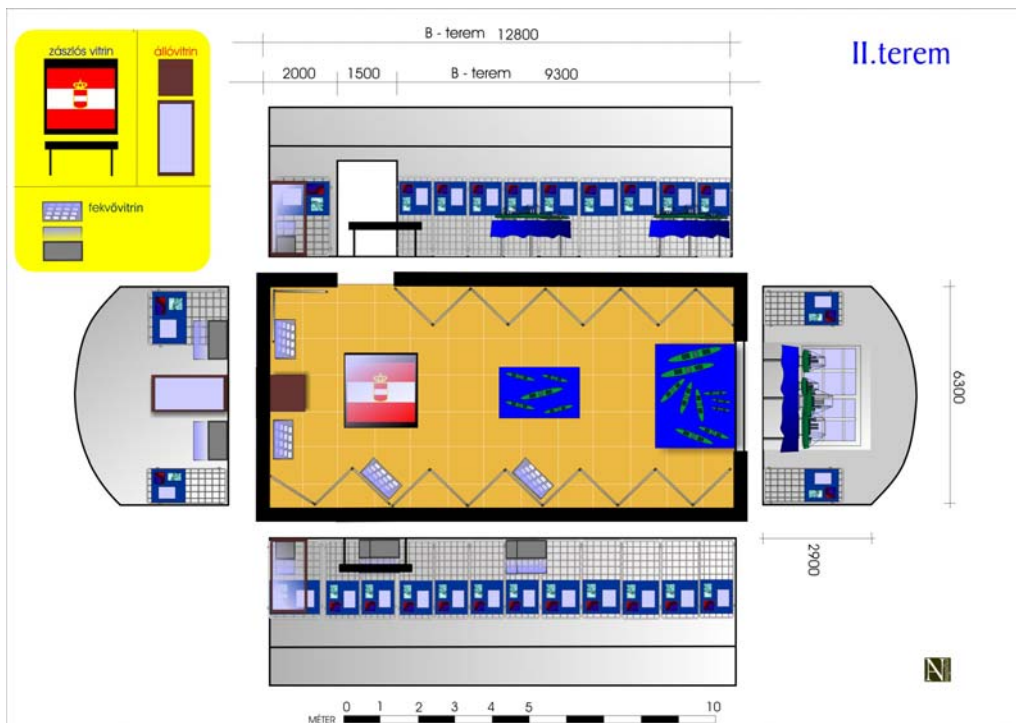 zászlós vitrin
állóvitrin
fekvővitrin
B - terem 12800
2000 1500 B - terem 9300
II.terem
6300
2900
MÉTER 0 1 2 3 4 5 10